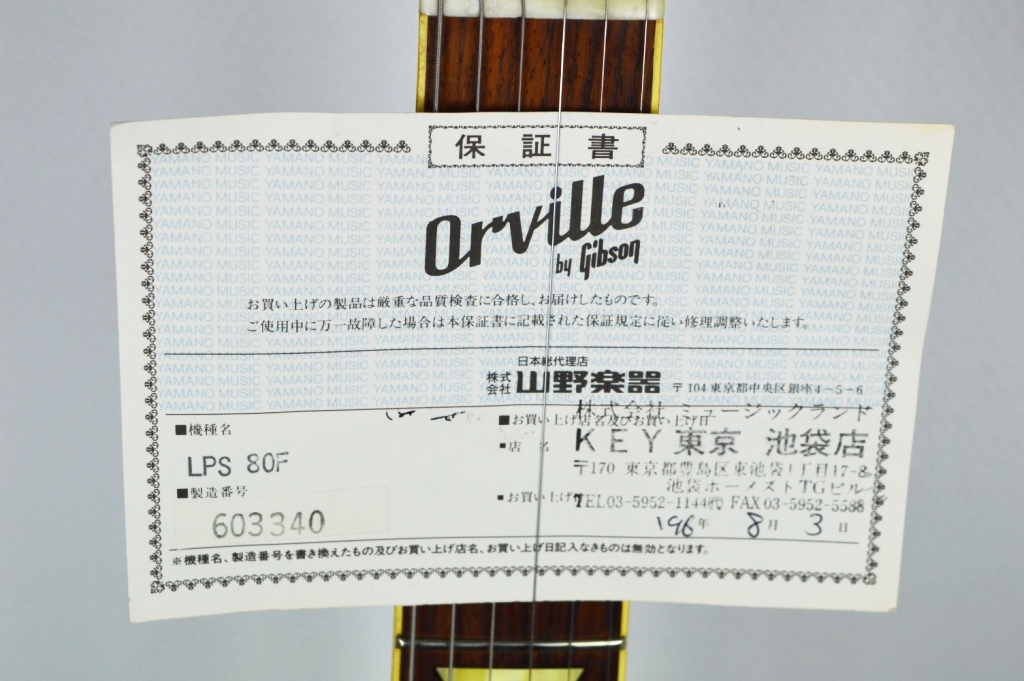 保証書
Orville
by Gibson
お買い上げの製品は厳重な品質検査に合格し、お届けしたものです。
ご使用中に万一故障した場合は本保証書に記載された保証規定に従い修理調整いたします。
日本総代理店
株式会社 山野楽器 〒104 東京都中央区銀座4-5-6
■機種名
LPS 80F
■製造番号
603340
■お買い上げ店名及びお買い上げ日
株式会社 ミュージックランド
■店 名
KEY東京 池袋店
〒170 東京都豊島区東池袋1丁目17-8
池袋ホーメストTGビル
■お買い上げ
TEL03-5952-1144代 FAX03-5952-5588
'96年 8月 3日
※機種名、製造番号を書き換えたもの及びお買い上げ店名、お買い上げ日記入なきものは無効となります。
YAMANO MUSIC YAMANO MUSIC YAMANO MUSIC YAMANO MUSIC